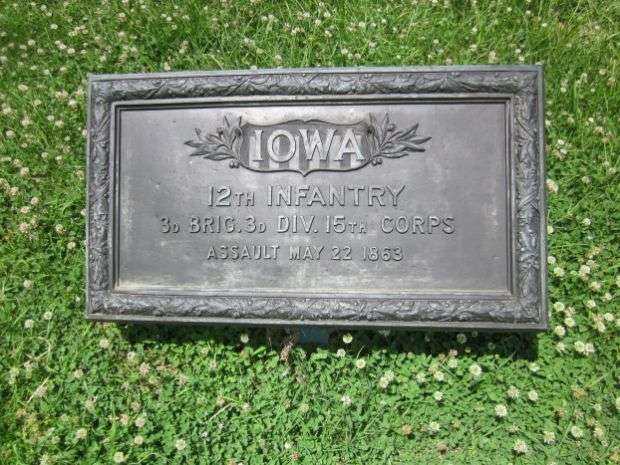 IOWA
12TH INFANTRY
3D BRIG. 3D DIV. 15TH CORPS
ASSAULT MAY 22 1863